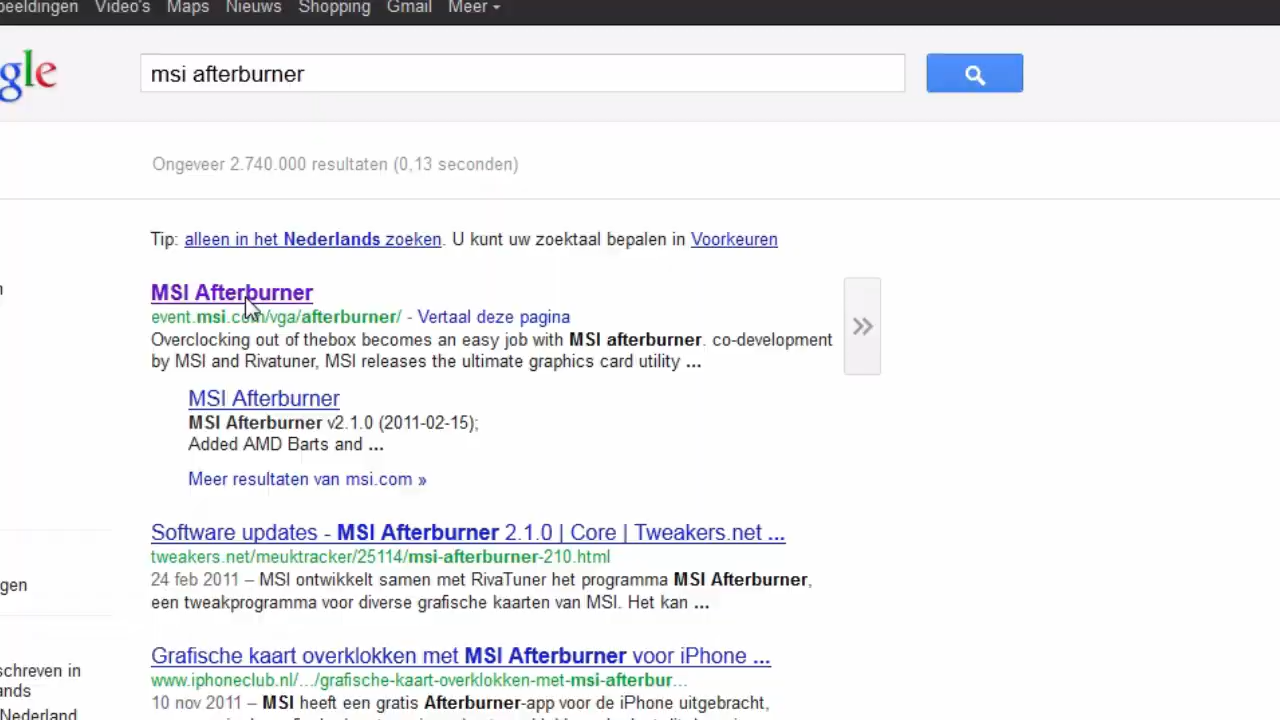 beeldingen Video's Maps Nieuws Shopping Gmail Meer
gle
msi afterburner
Ongeveer 2.740.000 resultaten (0,13 seconden)
Tip: alleen in het Nederlands zoeken. U kunt uw zoektaal bepalen in Voorkeuren
n
MSI Afterburner
event.msi.com/vga/afterburner/ - Vertaal deze pagina
Overclocking out of thebox becomes an easy job with MSI afterburner. co-development
by MSI and Rivatuner, MSI releases the ultimate graphics card utility ...
MSI Afterburner
MSI Afterburner v2.1.0 (2011-02-15);
Added AMD Barts and ...
Meer resultaten van msi.com »
Software updates - MSI Afterburner 2.1.0 | Core | Tweakers.net ...
tweakers.net/meuktracker/25114/msi-afterburner-210.html
gen
24 feb 2011 – MSI ontwikkelt samen met RivaTuner het programma MSI Afterburner,
een tweakprogramma voor diverse grafische kaarten van MSI. Het kan ...
Grafische kaart overklokken met MSI Afterburner voor iPhone ...
schreven in
www.iphoneclub.nl/.../grafische-kaart-overklokken-met-msi-afterbur...
ands
10 nov 2011 – MSI heeft een gratis Afterburner-app voor de iPhone uitgebracht,
Nederland